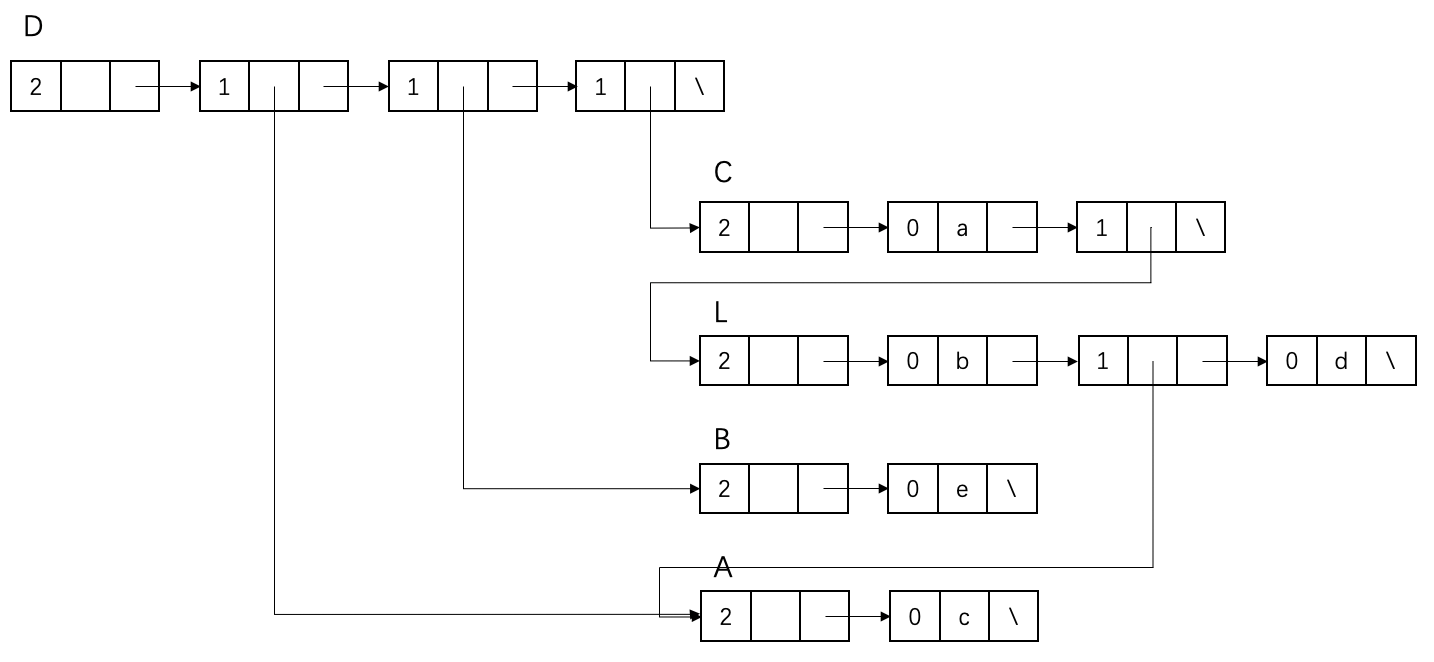 D
2 1 1 1 \
C
2 0 a 1 \
L
2 0 b 1 0 d \
B
2 0 e \
A
2 0 c \